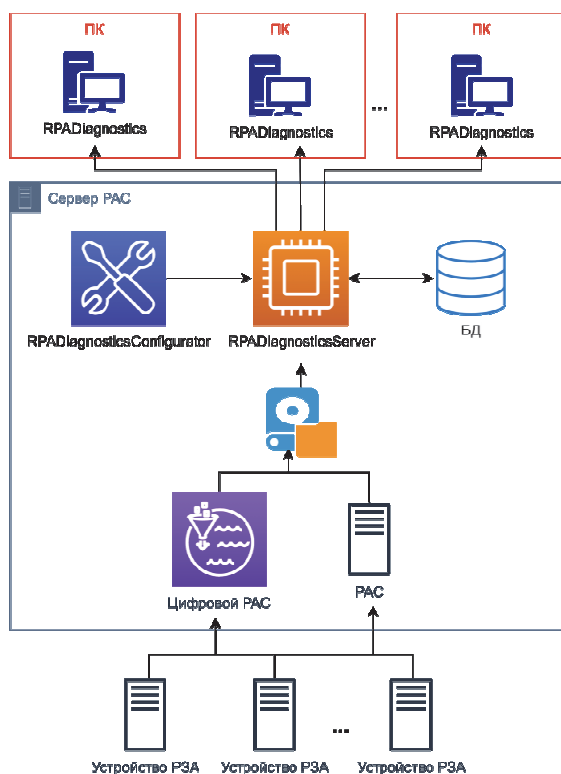 ПК
ПК
ПК
RPADiagnostics
RPADiagnostics
...
RPADiagnostics
Сервер РАС
RPADiagnosticsConfigurator
RPADiagnosticsServer
БД
Цифровой РАС
РАС
...
Устройство РЗА
Устройство РЗА
Устройство РЗА